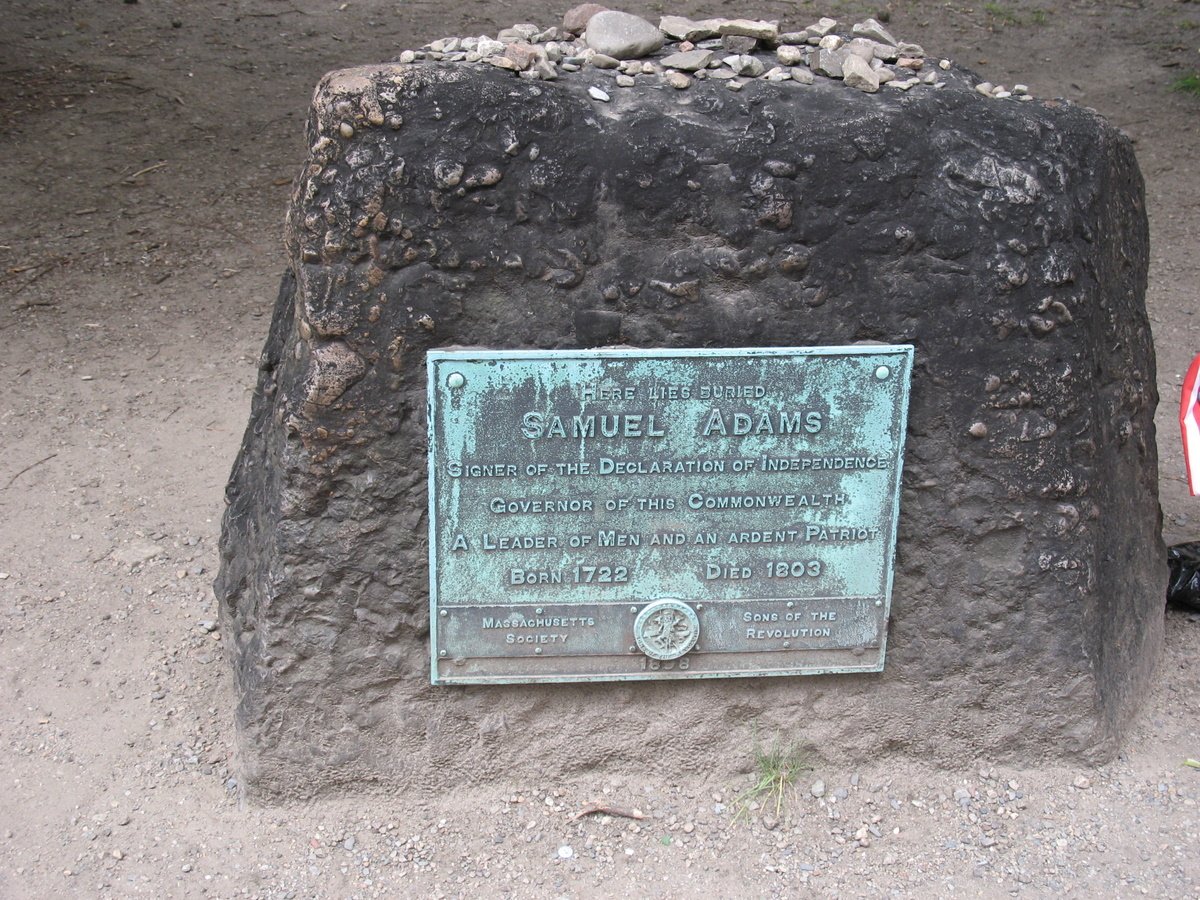 Here lies buried
Samuel Adams
Signer of the Declaration of Independence
Governor of this Commonwealth
A Leader of Men and an ardent Patriot
Born 1722 Died 1803
Massachusetts Society
Sons of the Revolution
1898